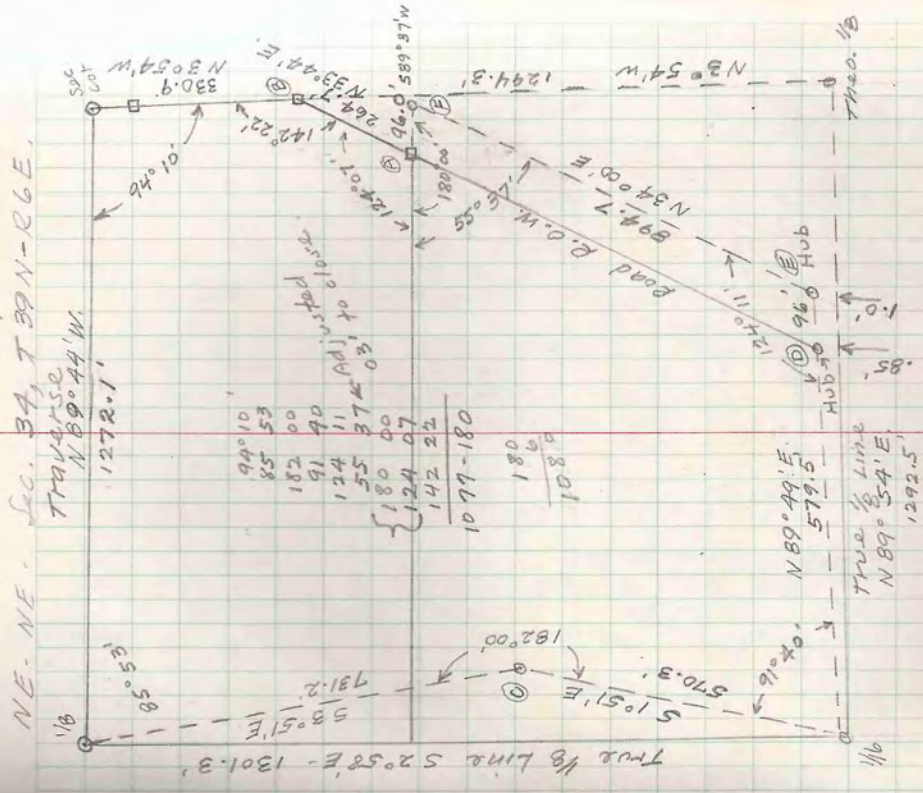 NE - NE - Sec. 34, T 39 N - R 6 E.
Traverse
N 89° 44' W.
1272.1'
1/8
Sec. Cor
85° 53'
94° 10'
330.9'
N 3° 54' W
142° 22'
B
264.7'
N 33° 44' E.
124° 07'
A
96.0'
S 89° 37' W
180° 00'
E
55° 37'
1294.3'
N 3° 54' W
894.7
N 34° 00' E
Road R.O.W.
94° 10'
85 53
182 00
91 40
124 11
55 37 Adjusted
03' to close
180 00
124 07
142 22
1077-180
180
6
1080
S 3° 51' E
731.2'
182° 00'
C
S 1° 51' E
570.3'
91° 40'
True 1/8 Line S 2° 58' E - 1301.3'
124° 11'
D
96'
E
Hub
Hub
N 89° 49' E.
579.5'
.85'
1.0'
True 1/8 Line
N 89° 54' E.
1292.5'
1/16
Theo. 1/8